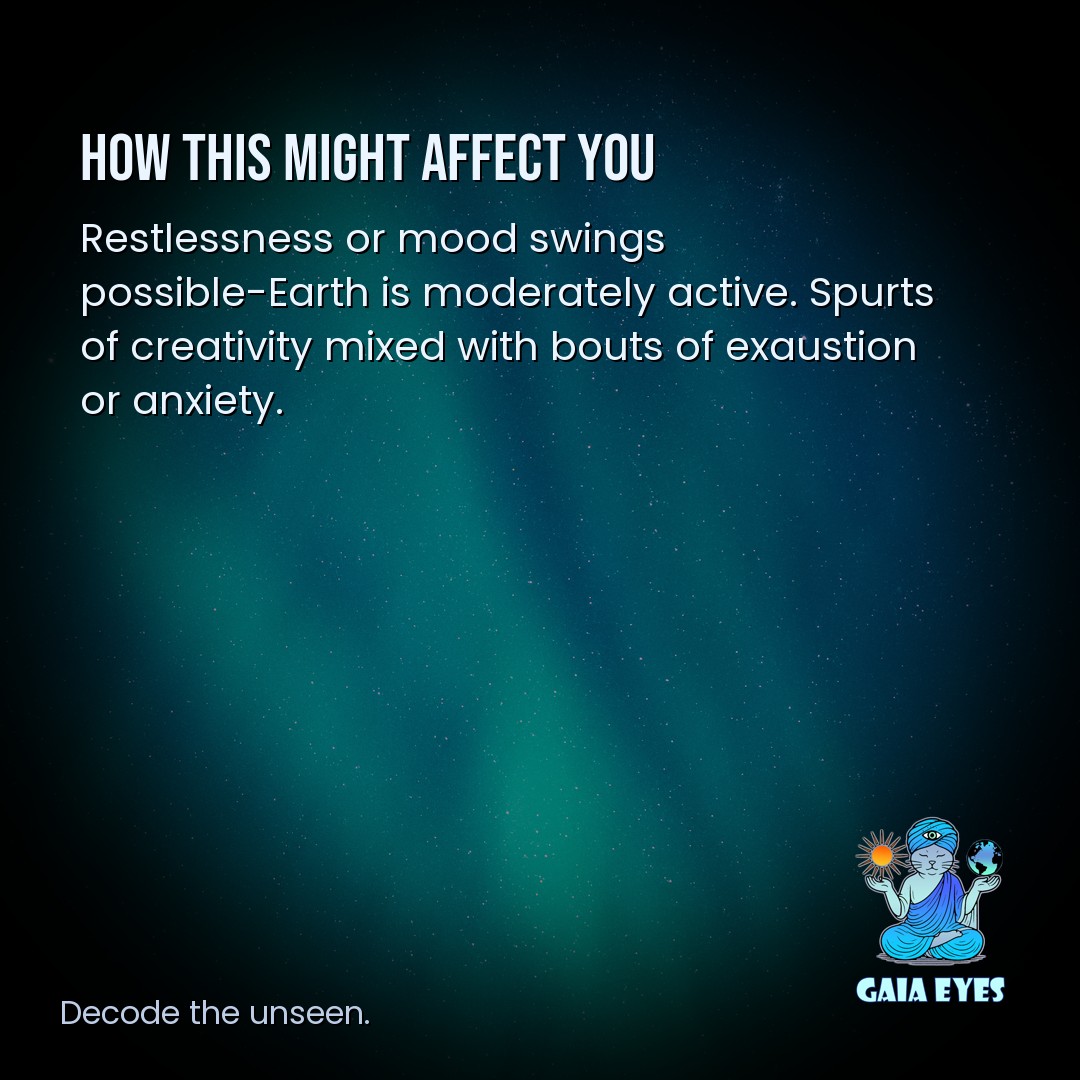 HOW THIS MIGHT AFFECT YOU
Restlessness or mood swings
possible-Earth is moderately active. Spurts
of creativity mixed with bouts of exaustion
or anxiety.
GAIA EYES
Decode the unseen.